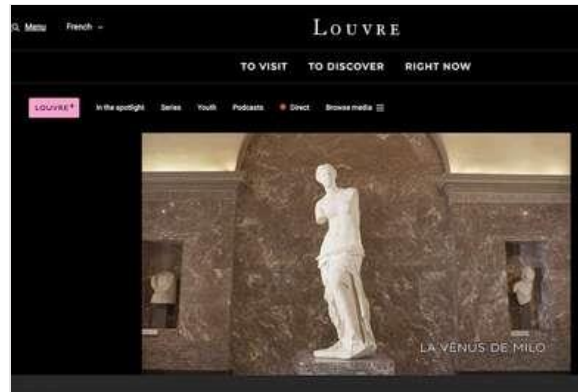 Menu French LOUVRE
TO VISIT TO DISCOVER RIGHT NOW
LOUVRE+ In the spotlight Series Youth Podcasts Direct Browse media
LA VÉNUS DE MILO